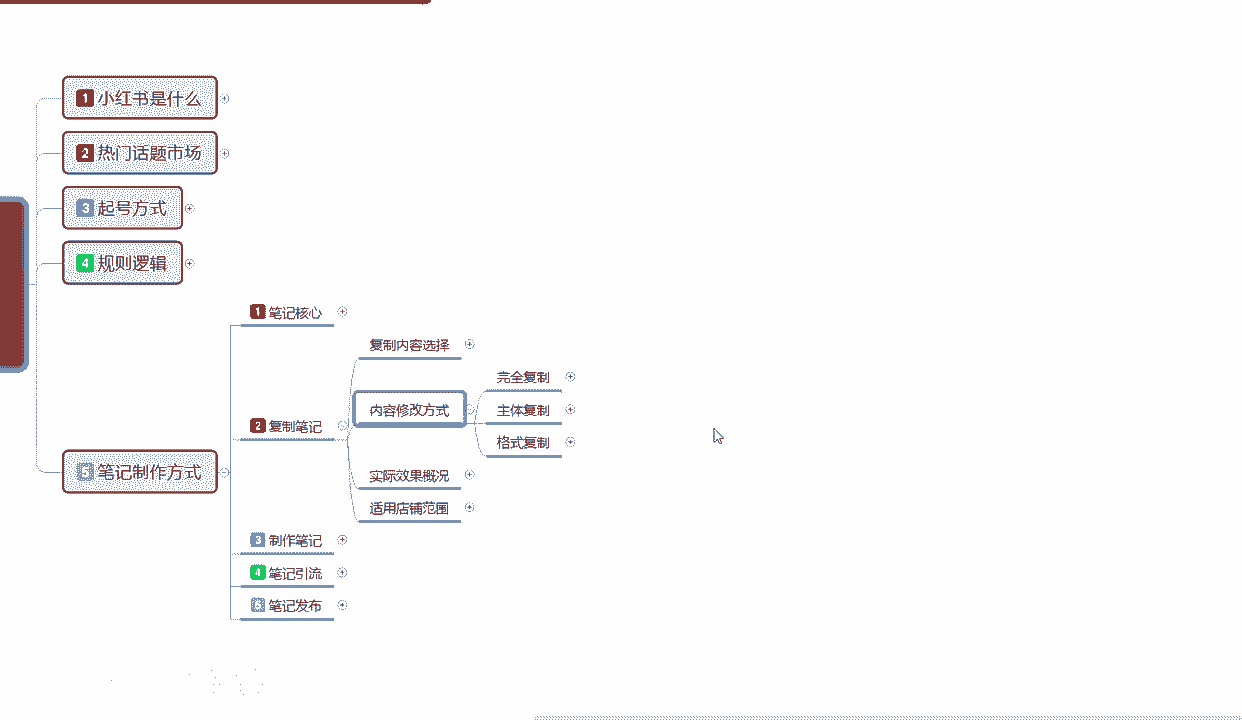 1 小红书是什么
2 热门话题市场
3 起号方式
4 规则逻辑
5 笔记制作方式
1 笔记核心
2 复制笔记
复制内容选择
内容修改方式
完全复制
主体复制
格式复制
实际效果概况
适用店铺范围
3 制作笔记
4 笔记引流
笔记发布